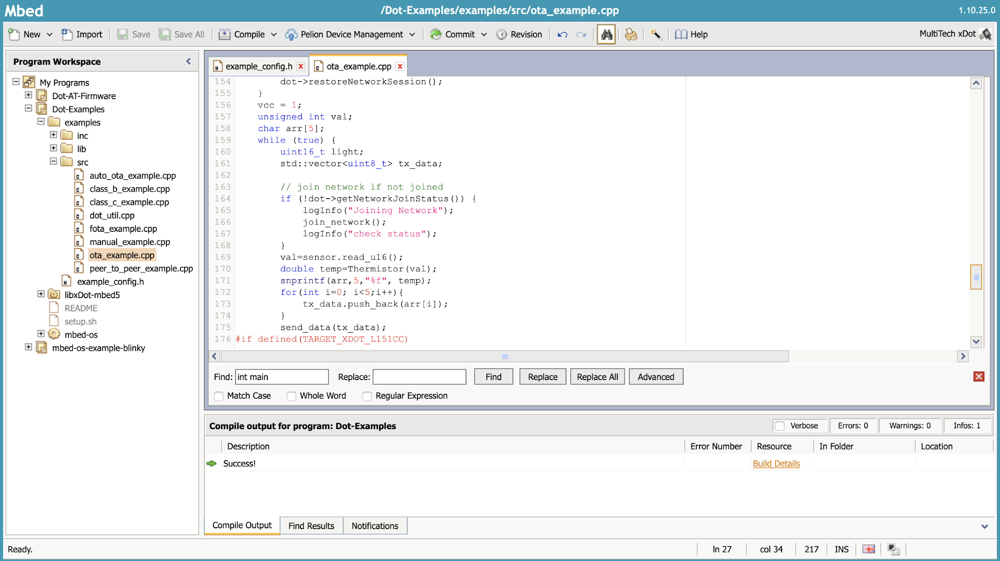 Mbed /Dot-Examples/examples/src/ota_example.cpp 1.10.25.0
New Import Save Save All Compile Pelion Device Management Commit Revision Help MultiTech xDot
Program Workspace
My Programs
Dot-AT-Firmware
Dot-Examples
examples
inc
lib
src
auto_ota_example.cpp
class_b_example.cpp
class_c_example.cpp
dot_util.cpp
fota_example.cpp
manual_example.cpp
ota_example.cpp
peer_to_peer_example.cpp
example_config.h
libxDot-mbed5
README
setup.sh
mbed-os
mbed-os-example-blinky
example_config.h ota_example.cpp
154         dot->restoreNetworkSession();
155     }
156     vcc = 1;
157     unsigned int val;
158     char arr[5];
159     while (true) {
160         uint16_t light;
161         std::vector<uint8_t> tx_data;
162
163         // join network if not joined
164         if (!dot->getNetworkJoinStatus()) {
165             logInfo("Joining Network");
166             join_network();
167             logInfo("check status");
168         }
169         val=sensor.read_u16();
170         double temp=Thermistor(val);
171         snprintf(arr,5,"%f", temp);
172         for(int i=0; i<5;i++){
173             tx_data.push_back(arr[i]);
174         }
175         send_data(tx_data);
176 #if defined(TARGET_XDOT_L151CC)
Find: int main Replace: Find Replace Replace All Advanced
Match Case Whole Word Regular Expression
Compile output for program: Dot-Examples Verbose Errors: 0 Warnings: 0 Infos: 1
Description Error Number Resource In Folder Location
Success! Build Details
Compile Output Find Results Notifications
Ready. ln 27 col 34 217 INS